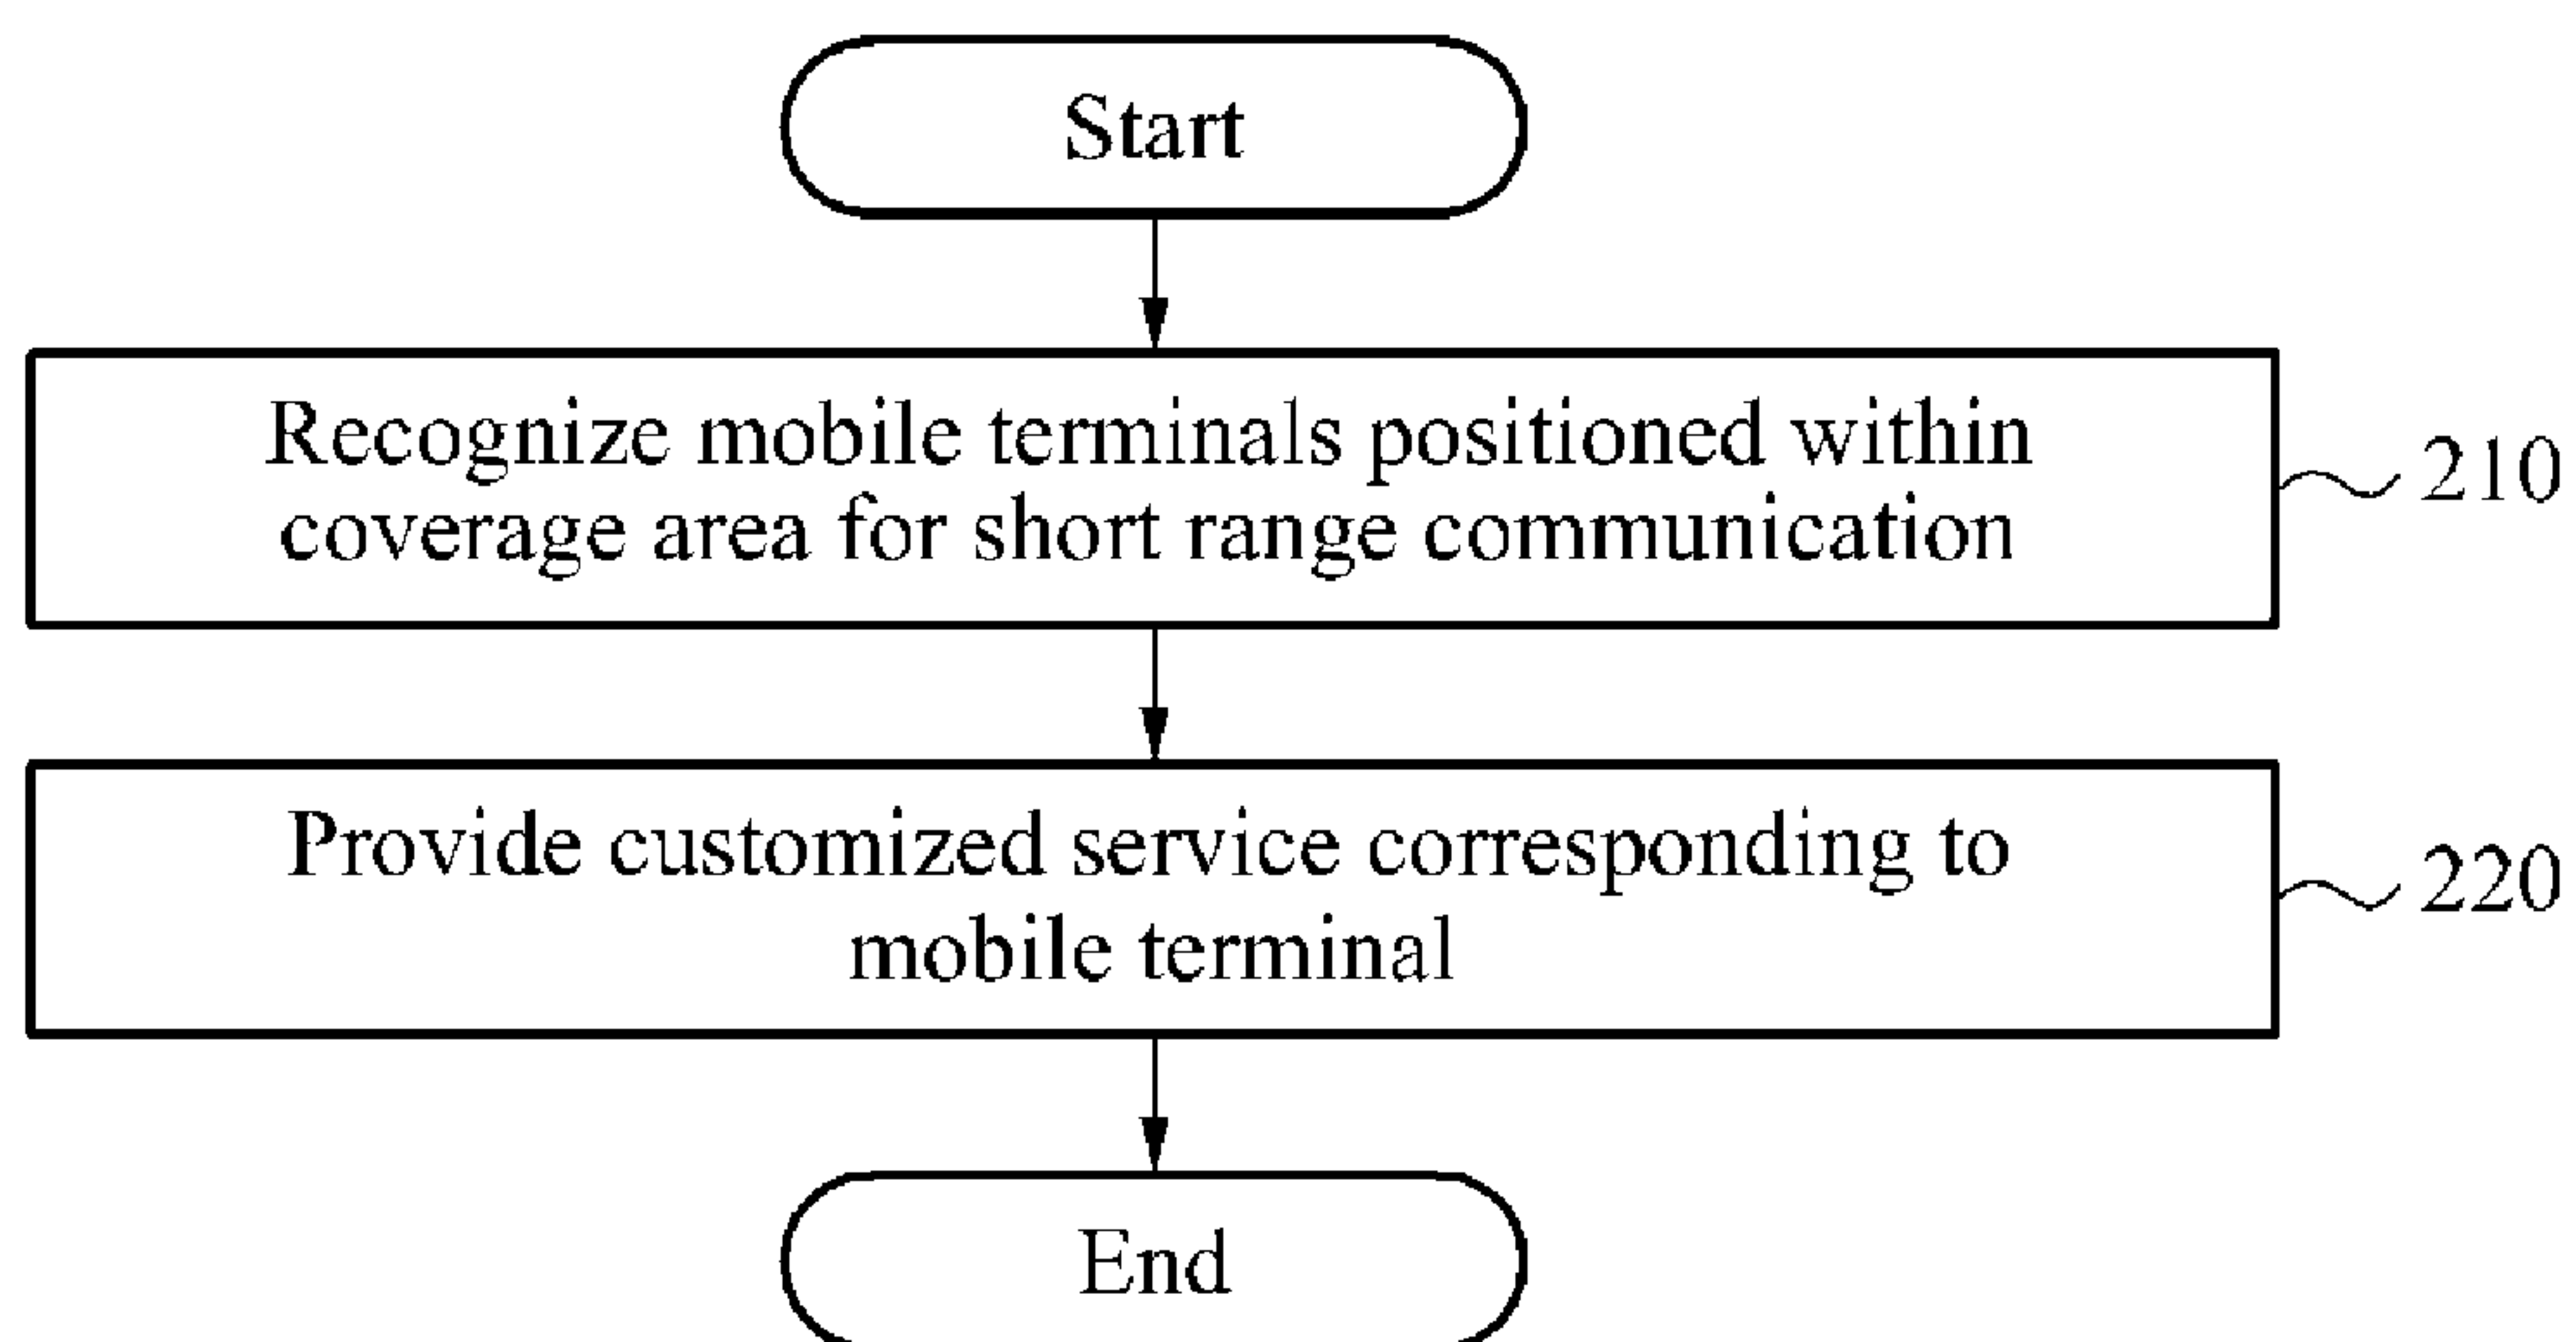 Start
Recognize mobile terminals positioned within
coverage area for short range communication
210
Provide customized service corresponding to
mobile terminal
220
End